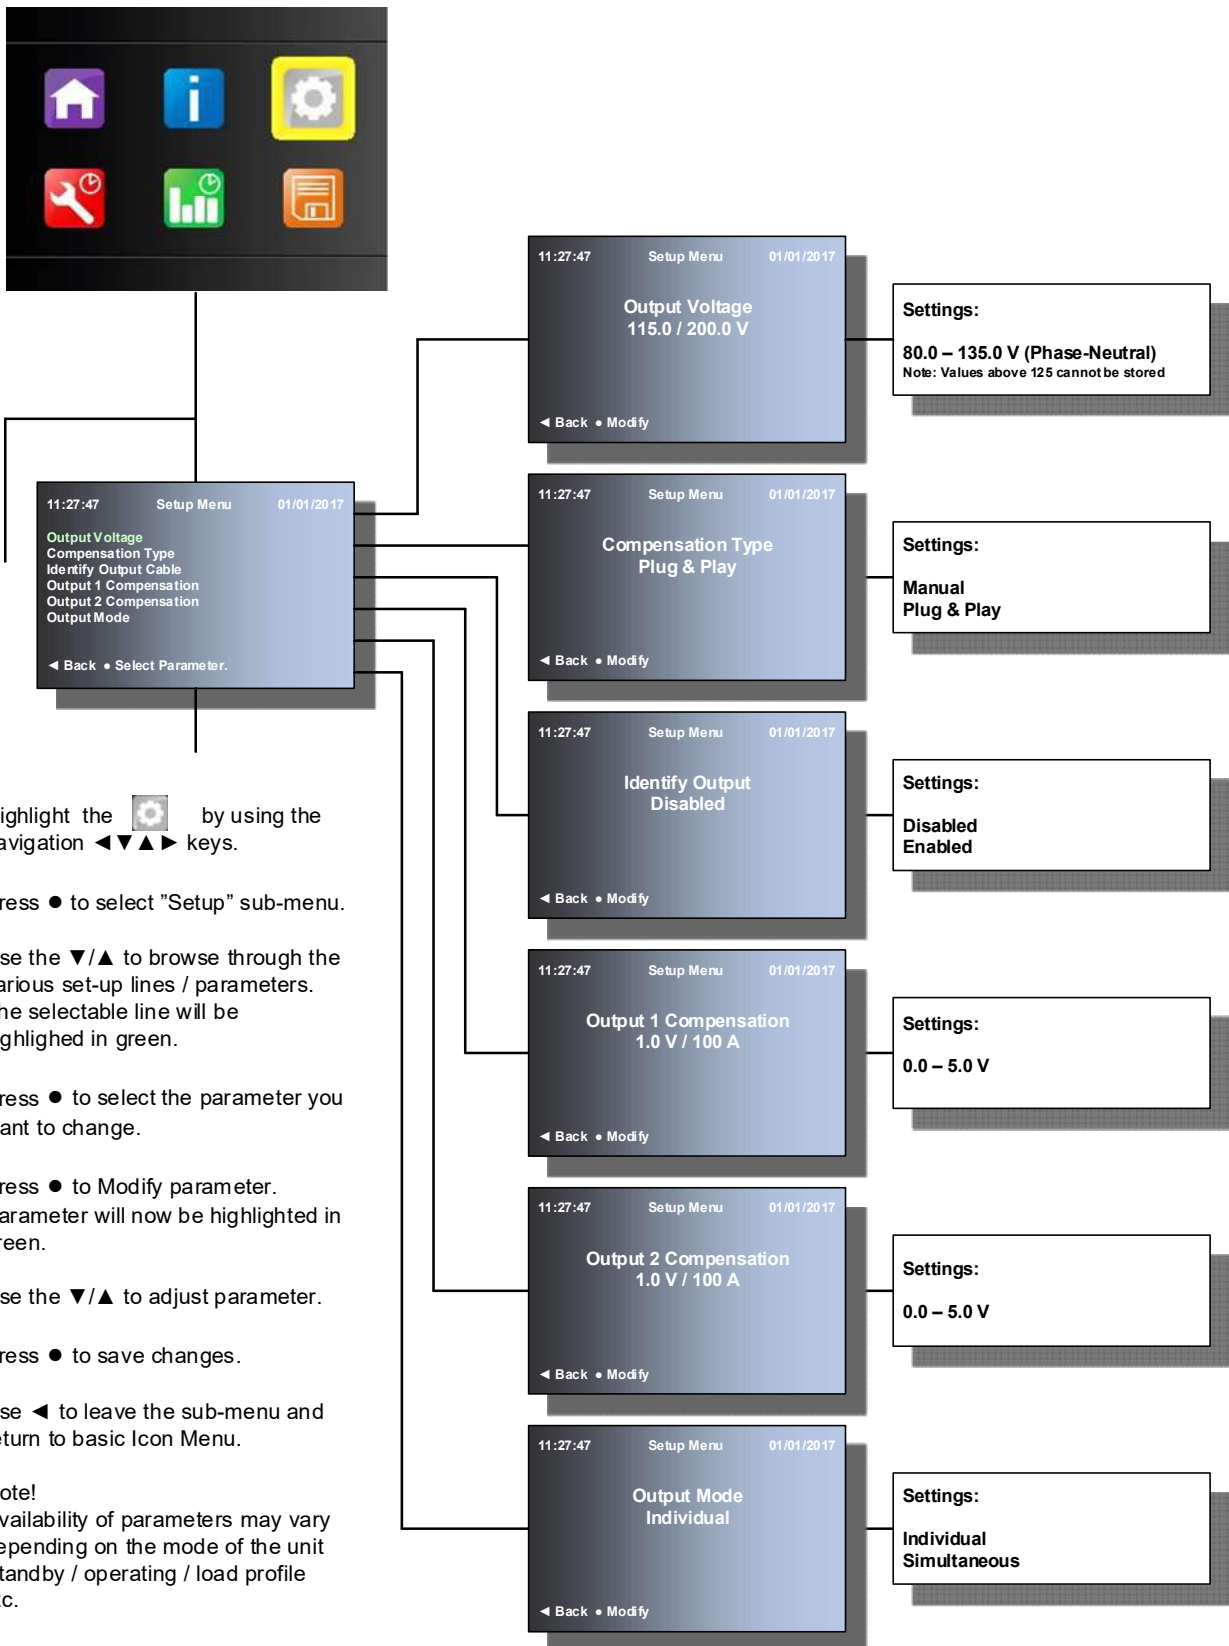 11:27:47 Setup Menu 01/01/2017
Output Voltage
115.0 / 200.0 V
◄ Back ● Modify
Settings:
80.0 – 135.0 V (Phase-Neutral)
Note: Values above 125 cannot be stored
11:27:47 Setup Menu 01/01/2017
Output Voltage
Compensation Type
Identify Output Cable
Output 1 Compensation
Output 2 Compensation
Output Mode
◄ Back ● Select Parameter.
11:27:47 Setup Menu 01/01/2017
Compensation Type
Plug & Play
◄ Back ● Modify
Settings:
Manual
Plug & Play
11:27:47 Setup Menu 01/01/2017
Identify Output
Disabled
◄ Back ● Modify
Settings:
Disabled
Enabled
11:27:47 Setup Menu 01/01/2017
Output 1 Compensation
1.0 V / 100 A
◄ Back ● Modify
Settings:
0.0 – 5.0 V
11:27:47 Setup Menu 01/01/2017
Output 2 Compensation
1.0 V / 100 A
◄ Back ● Modify
Settings:
0.0 – 5.0 V
11:27:47 Setup Menu 01/01/2017
Output Mode
Individual
◄ Back ● Modify
Settings:
Individual
Simultaneous
ighlight the by using the
avigation ◄▼▲► keys.
ress ● to select ”Setup” sub-menu.
se the ▼/▲ to browse through the
arious set-up lines / parameters.
he selectable line will be
ghlighed in green.
ress ● to select the parameter you
ant to change.
ress ● to Modify parameter.
arameter will now be highlighted in
reen.
se the ▼/▲ to adjust parameter.
ress ● to save changes.
se ◄ to leave the sub-menu and
eturn to basic Icon Menu.
ote!
vailability of parameters may vary
epending on the mode of the unit
tandby / operating / load profile
tc.